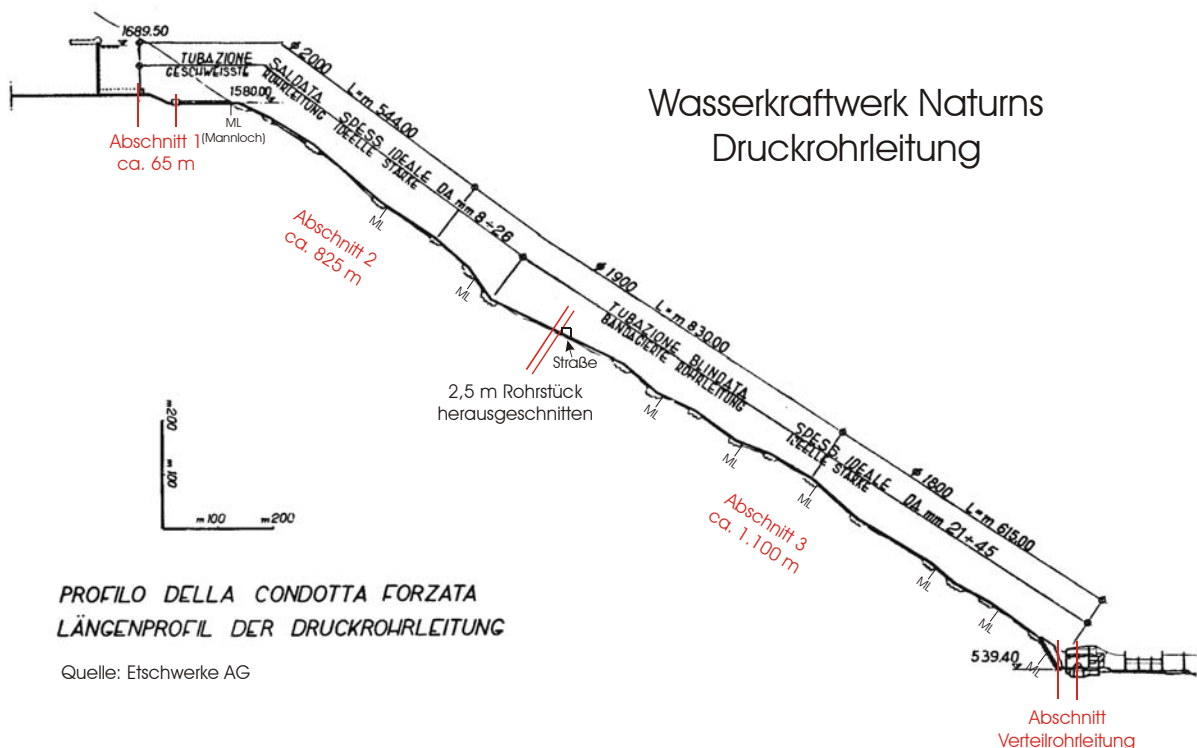 Wasserkraftwerk Naturns
Druckrohrleitung
1689.50
TUBAZIONE
GESCHWEISSTE
SALDATA
ROHRLEITUNG
SPESS IDEALE DA mm 8÷26
IDEELLE STÄRKE
ø 2000 L=m 544.00
1580.00
ML
(Mannloch)
Abschnitt 1
ca. 65 m
ML
Abschnitt 2
ca. 825 m
ML
ø 1900 L=m 830.00
TUBAZIONE BLINDATA
BANDAGIERTE ROHRLEITUNG
Straße
2,5 m Rohrstück
herausgeschnitten
ML
ML
ML
SPESS IDEALE DA mm 21÷45
IDEELLE STÄRKE
ø 1800 L=m 615.00
Abschnitt 3
ca. 1.100 m
ML
ML
ML
539.40
Abschnitt
Verteilrohrleitung
m 200
m 100
m 100 m 200
PROFILO DELLA CONDOTTA FORZATA
LÄNGENPROFIL DER DRUCKROHRLEITUNG
Quelle: Etschwerke AG